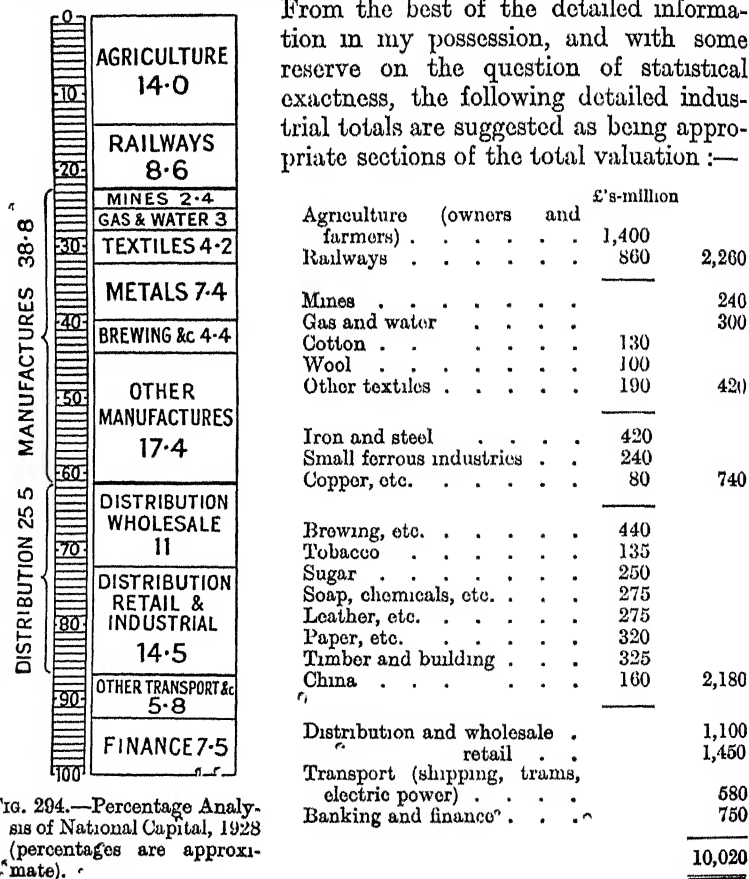 0
10
20
30
40
50
60
70
80
90
100
AGRICULTURE
14·0
RAILWAYS
8·6
MINES 2·4
GAS & WATER 3
TEXTILES 4·2
METALS 7·4
BREWING &c 4·4
OTHER
MANUFACTURES
17·4
DISTRIBUTION
WHOLESALE
11
DISTRIBUTION
RETAIL &
INDUSTRIAL
14·5
OTHER TRANSPORT &c
5·8
FINANCE 7·5
MANUFACTURES 38·8
DISTRIBUTION 25 5
FIG. 294.—Percentage Analy-
sis of National Capital, 1928
(percentages are approxi-
mate).
From the best of the detailed informa-
tion in my possession, and with some
reserve on the question of statistical
exactness, the following detailed indus-
trial totals are suggested as being appro-
priate sections of the total valuation :—
£'s-million
Agriculture (owners and
farmers) . . . . . . 1,400
Railways . . . . . . 860 2,260
Mines . . . . . . . 240
Gas and water . . . . 300
Cotton . . . . . . 130
Wool . . . . . . 100
Other textiles . . . . . 190 420
Iron and steel . . . . 420
Small ferrous industries . . 240
Copper, etc. . . . . . 80 740
Brewing, etc. . . . . . 440
Tobacco . . . . . . 135
Sugar . . . . . . 250
Soap, chemicals, etc. . . . 275
Leather, etc. . . . . . 275
Paper, etc. . . . . . 320
Timber and building . . . 325
China . . . . . . 160 2,180
Distribution and wholesale . 1,100
retail . . 1,450
Transport (shipping, trams,
electric power) . . . . 580
Banking and finance . . . 750
10,020